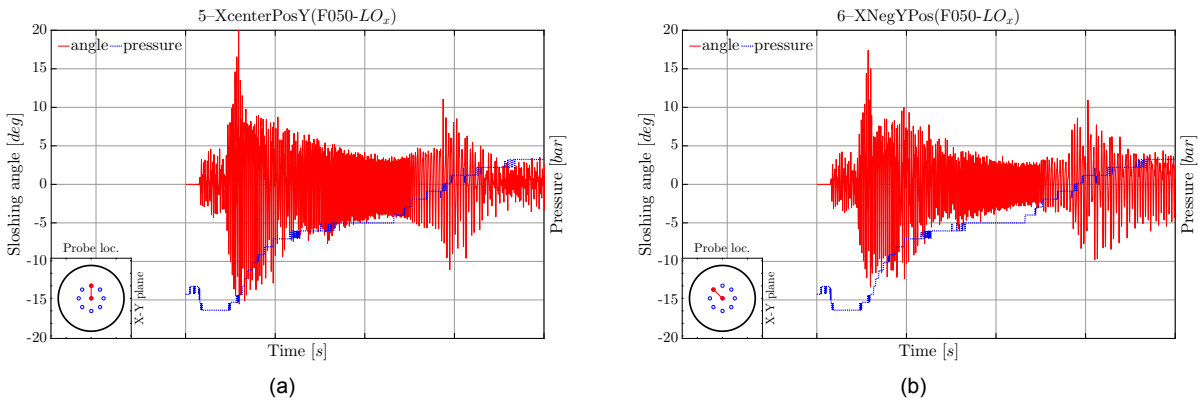 5–XcenterPosY(F050-LOx)
angle pressure
20
15
10
5
0
-5
-10
-15
-20
Sloshing angle [deg]
Pressure [bar]
Time [s]
Probe loc.
X-Y plane
(a)
6–XNegYPos(F050-LOx)
angle pressure
20
15
10
5
0
-5
-10
-15
-20
Sloshing angle [deg]
Pressure [bar]
Time [s]
Probe loc.
X-Y plane
(b)